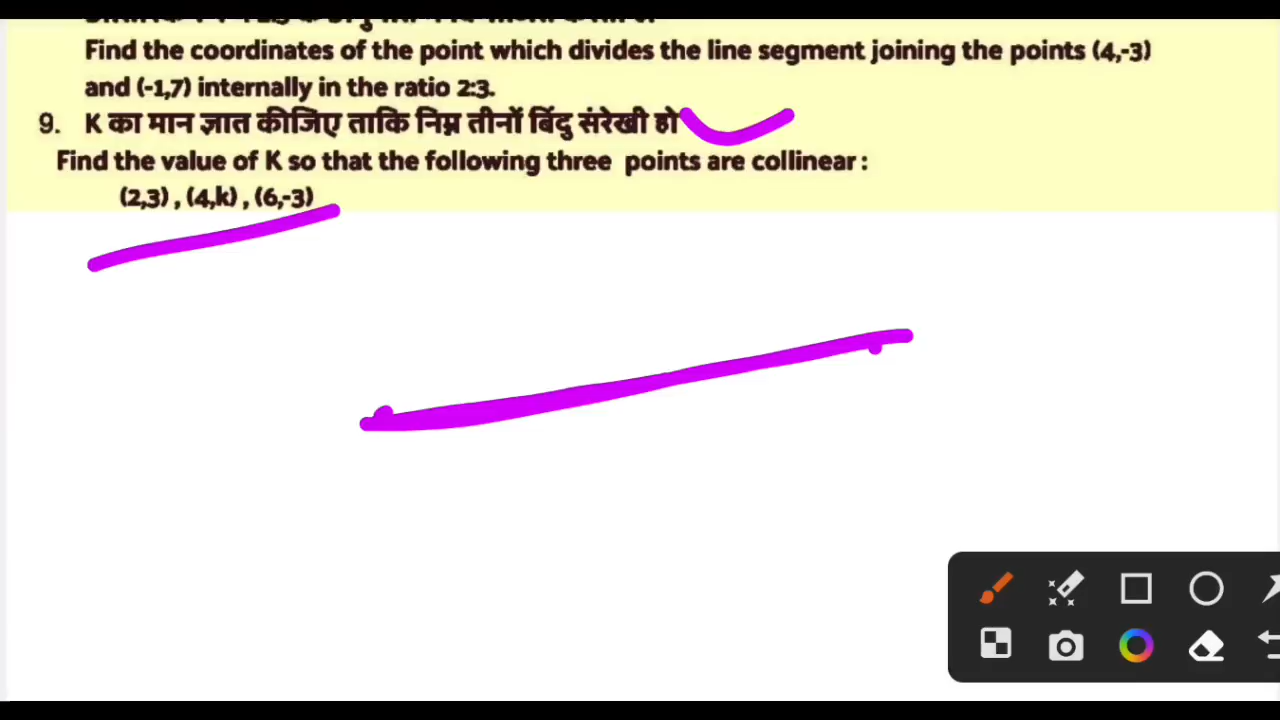 Find the coordinates of the point which divides the line segment joining the points (4,-3)
and (-1,7) internally in the ratio 2:3.
9. K का मान ज्ञात कीजिए ताकि निम्न तीनों बिंदु संरेखी हो
Find the value of K so that the following three points are collinear :
(2,3) , (4,k) , (6,-3)